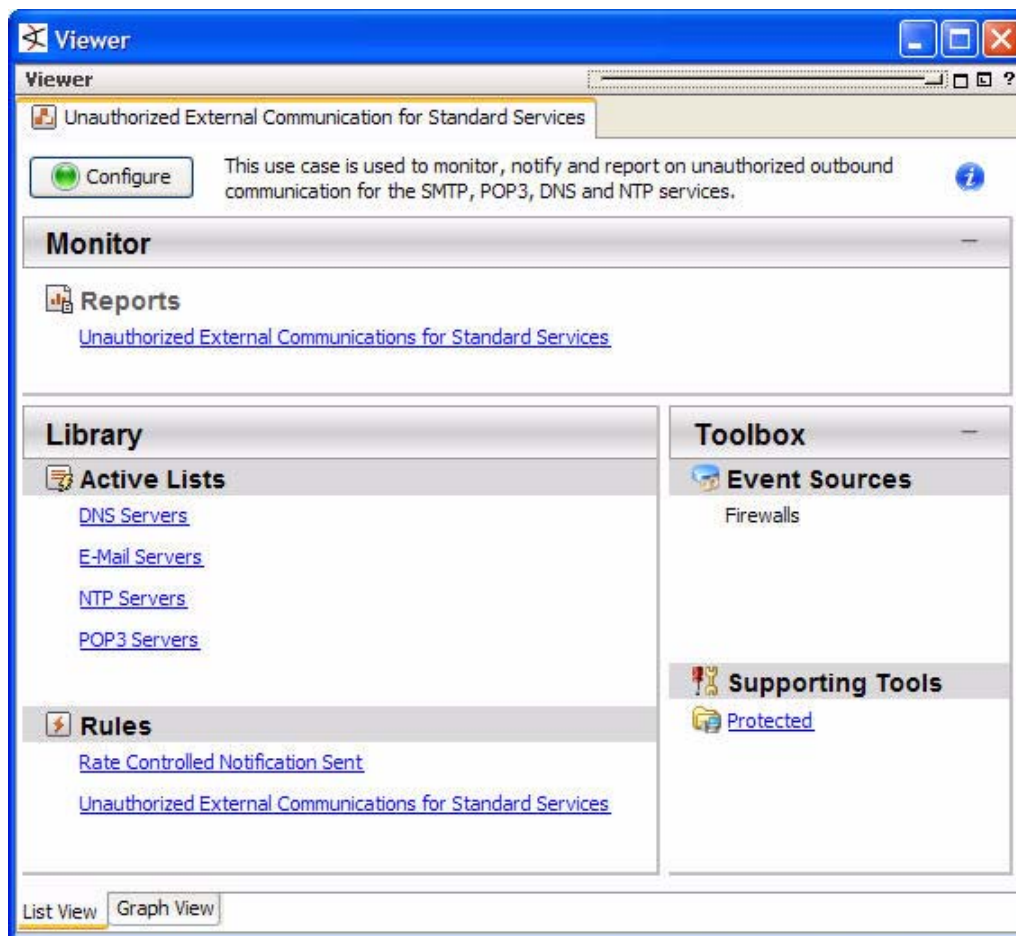 Viewer
Viewer
?
Unauthorized External Communication for Standard Services
Configure
This use case is used to monitor, notify and report on unauthorized outbound
communication for the SMTP, POP3, DNS and NTP services.
Monitor
Reports
Unauthorized External Communications for Standard Services
Library
Active Lists
DNS Servers
E-Mail Servers
NTP Servers
POP3 Servers
Rules
Rate Controlled Notification Sent
Unauthorized External Communications for Standard Services
Toolbox
Event Sources
Firewalls
Supporting Tools
Protected
List View
Graph View